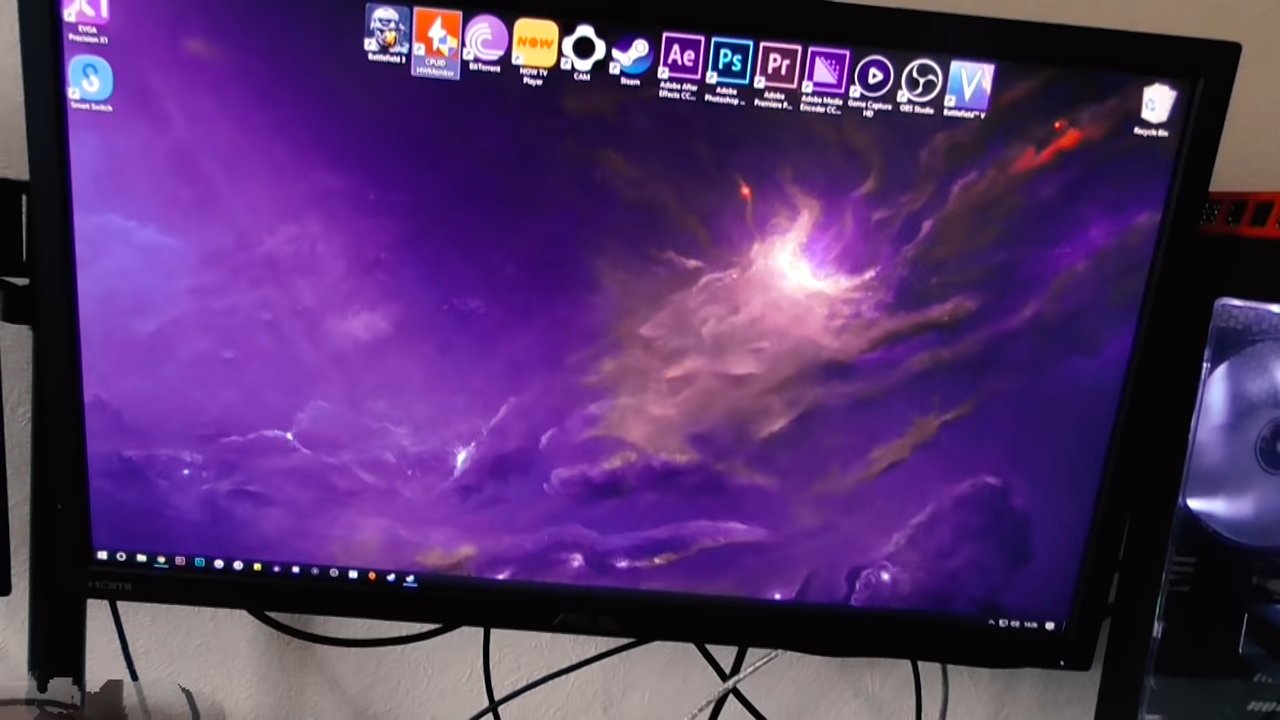 X1
EVGA
Precision X1
Smart Switch
Battlefield 3
CPUID
HWMonitor
BitTorrent
NOW
NOW TV
Player
CAM
Steam
Ae
Adobe After
Effects CC...
Ps
Adobe
Photoshop ...
Pr
Adobe
Premiere P...
Adobe Media
Encoder CC...
Game Capture
HD
OBS Studio
V
Battlefield™ V
Recycle Bin
HDMI